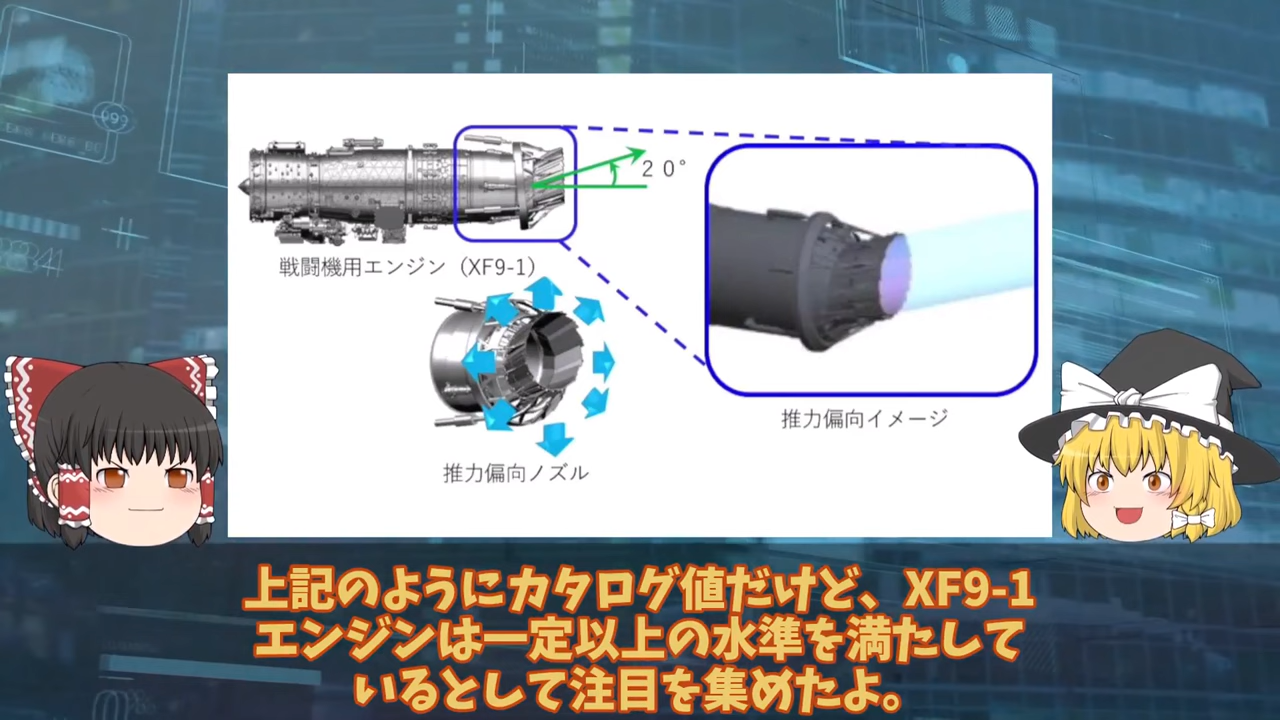 20°
戦闘機用エンジン（XF9-1）
推力偏向ノズル
推力偏向イメージ
上記のようにカタログ値だけど、XF9-1
エンジンは一定以上の水準を満たして
いるとして注目を集めたよ。